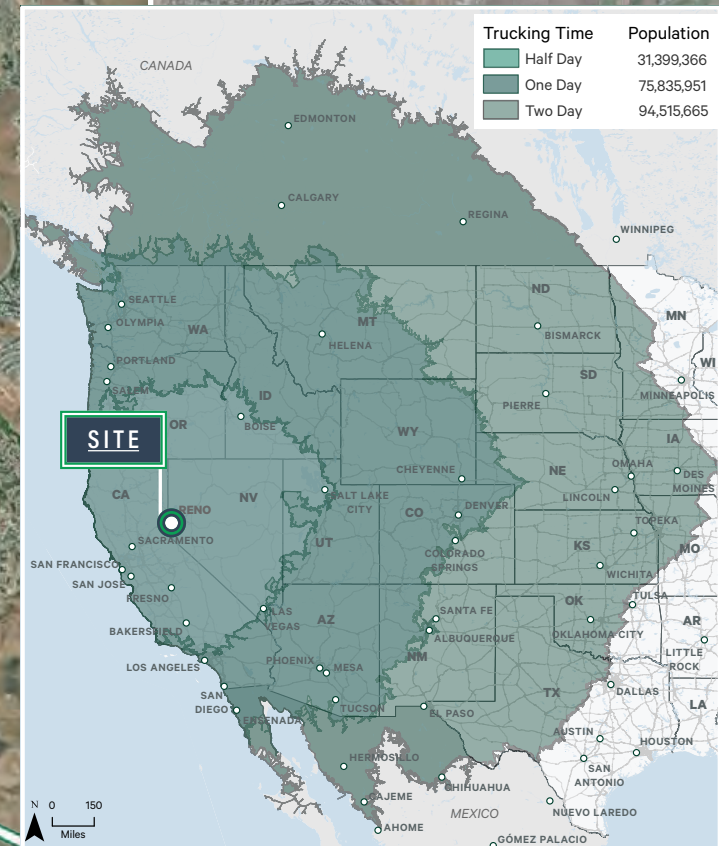 Trucking Time Population
Half Day 31,399,366
One Day 75,835,951
Two Day 94,515,665
CANADA
EDMONTON
CALGARY
REGINA
WINNIPEG
SEATTLE
OLYMPIA
WA
PORTLAND
SALEM
MT
HELENA
ND
BISMARCK
MN
WI
MINNEAPOLIS
SD
PIERRE
ID
BOISE
OR
SITE
WY
CHEYENNE
IA
DES
MOINES
NE
OMAHA
LINCOLN
CA
NV
RENO
SACRAMENTO
SALT LAKE
CITY
UT
CO
DENVER
COLORADO
SPRINGS
TOPEKA
KS
MO
WICHITA
SAN FRANCISCO
SAN JOSE
FRESNO
BAKERSFIELD
LAS
VEGAS
LOS ANGELES
AZ
PHOENIX
MESA
TUCSON
SANTA FE
ALBUQUERQUE
NM
OK
TULSA
OKLAHOMA CITY
AR
LITTLE
ROCK
SAN
DIEGO
ENSENADA
EL PASO
TX
DALLAS
LA
AUSTIN
HOUSTON
SAN
ANTONIO
HERMOSILLO
CHIHUAHUA
CAJEME
MEXICO
NUEVO LAREDO
AHOME
GÓMEZ PALACIO
N 0 150
Miles